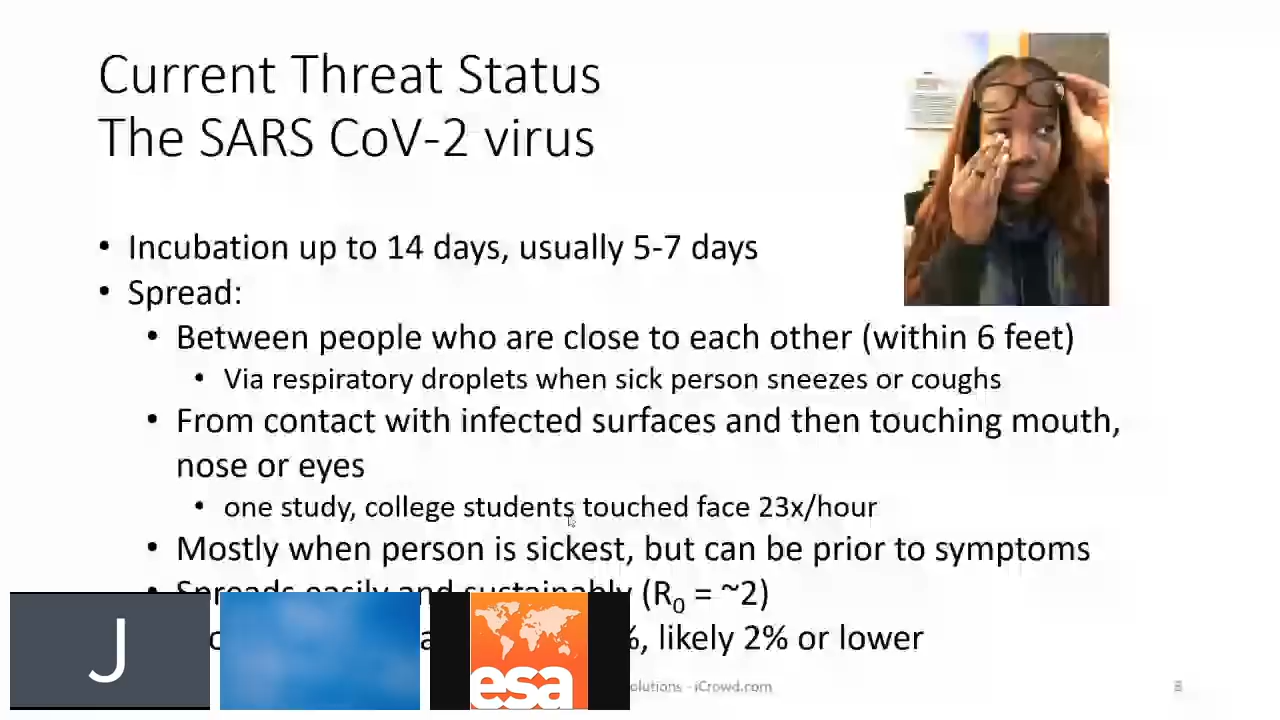 Current Threat Status
The SARS CoV-2 virus
• Incubation up to 14 days, usually 5-7 days
• Spread:
• Between people who are close to each other (within 6 feet)
• Via respiratory droplets when sick person sneezes or coughs
• From contact with infected surfaces and then touching mouth,
nose or eyes
• one study, college students touched face 23x/hour
• Mostly when person is sickest, but can be prior to symptoms
• Spreads easily and sustainably (R0 = ~2)
%, likely 2% or lower
J
esa
olutions - iCrowd.com
8